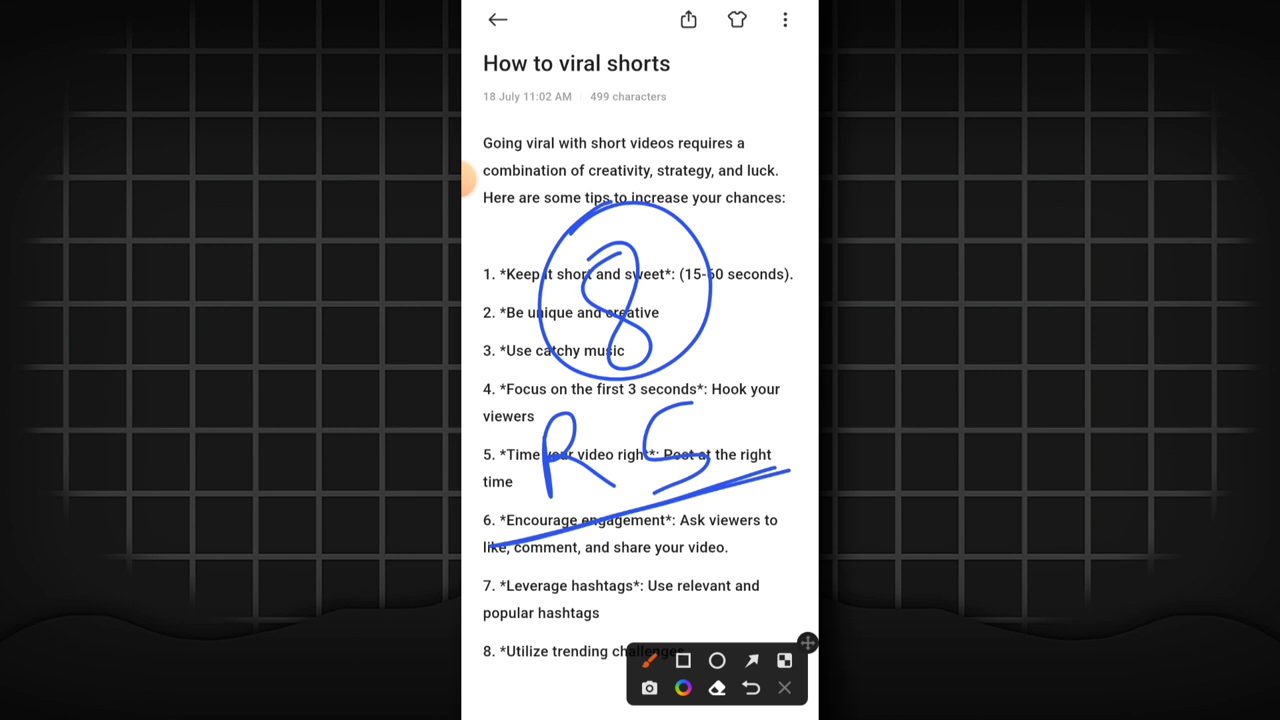 How to viral shorts
18 July 11:02 AM | 499 characters
Going viral with short videos requires a
combination of creativity, strategy, and luck.
Here are some tips to increase your chances:
1. *Keep it short and sweet*: (15-60 seconds).
8
2. *Be unique and creative
3. *Use catchy music
4. *Focus on the first 3 seconds*: Hook your
viewers
R S
5. *Time your video right*: Post at the right
time
6. *Encourage engagement*: Ask viewers to
like, comment, and share your video.
7. *Leverage hashtags*: Use relevant and
popular hashtags
8. *Utilize trending challenges